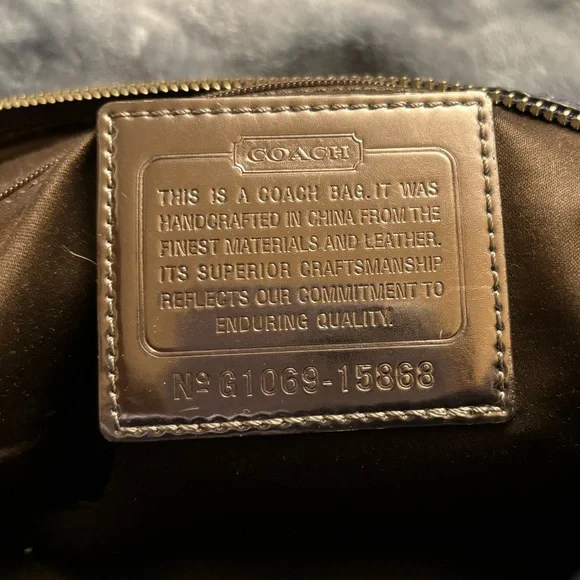 COACH
THIS IS A COACH BAG. IT WAS
HANDCRAFTED IN CHINA FROM THE
FINEST MATERIALS AND LEATHER.
ITS SUPERIOR CRAFTSMANSHIP
REFLECTS OUR COMMITMENT TO
ENDURING QUALITY.
Nº G1069-15868